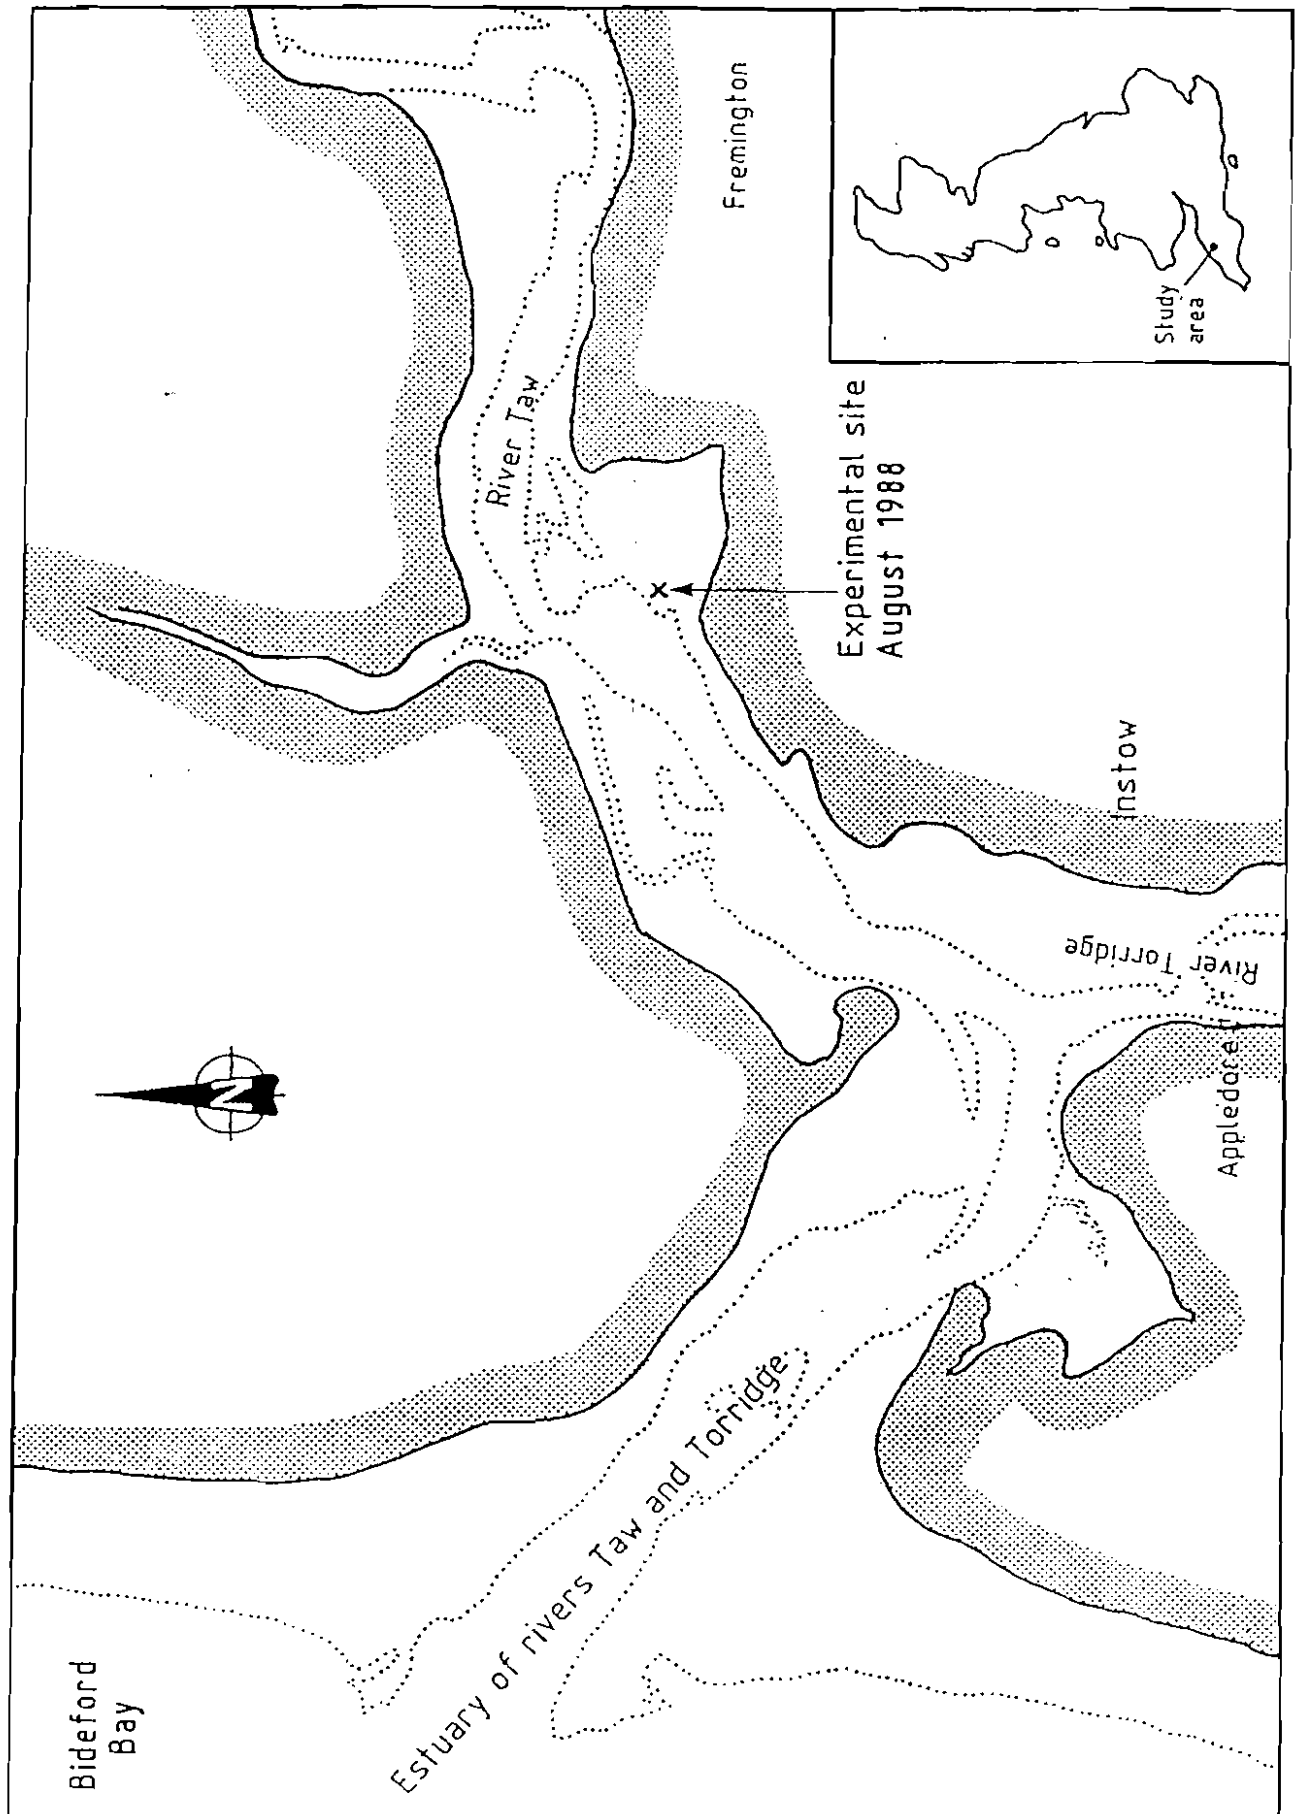 Bideford
Bay
Estuary of rivers Taw and Torridge
N
Appledore
River Torridge
Instow
Experimental site
August 1988
River Taw
Fremington
Study
area